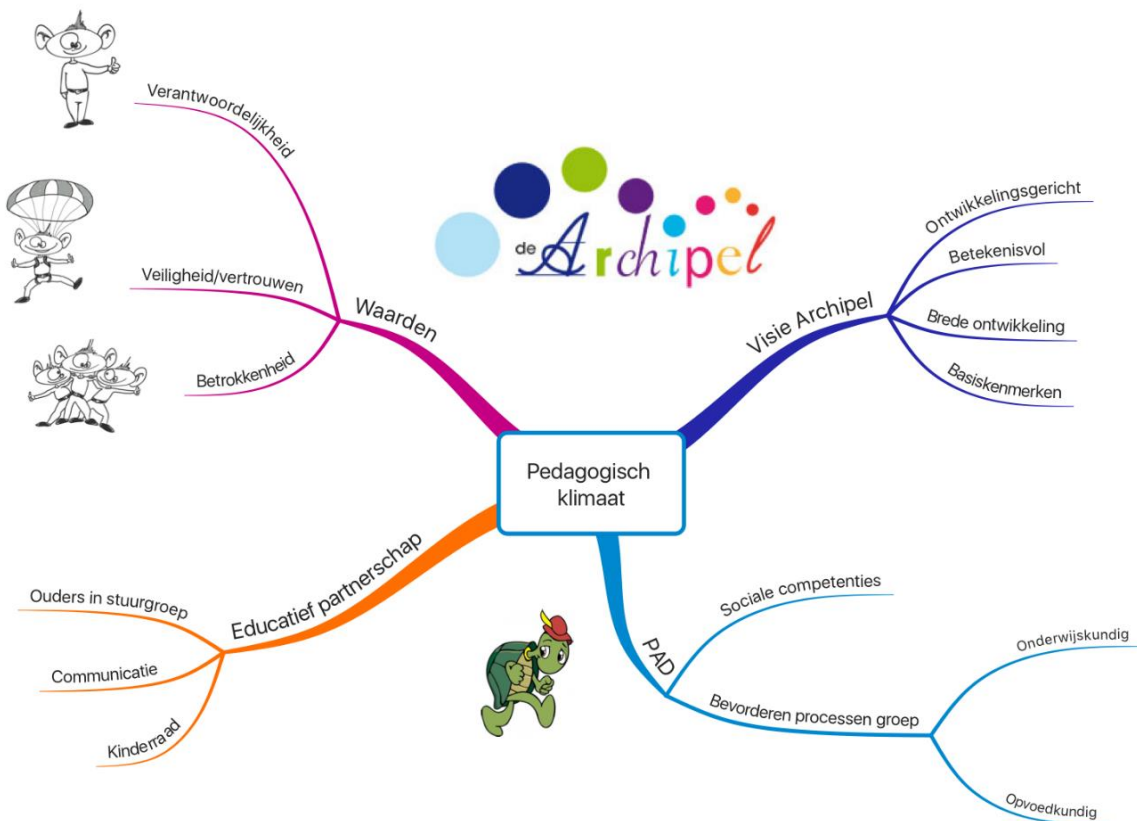 Verantwoordelijkheid
Veiligheid/vertrouwen
Betrokkenheid
Waarden
de Archipel
Visie Archipel
Ontwikkelingsgericht
Betekenisvol
Brede ontwikkeling
Basiskenmerken
Pedagogisch
klimaat
Educatief partnerschap
Ouders in stuurgroep
Communicatie
Kinderraad
PAD
Sociale competenties
Bevorderen processen groep
Onderwijskundig
Opvoedkundig